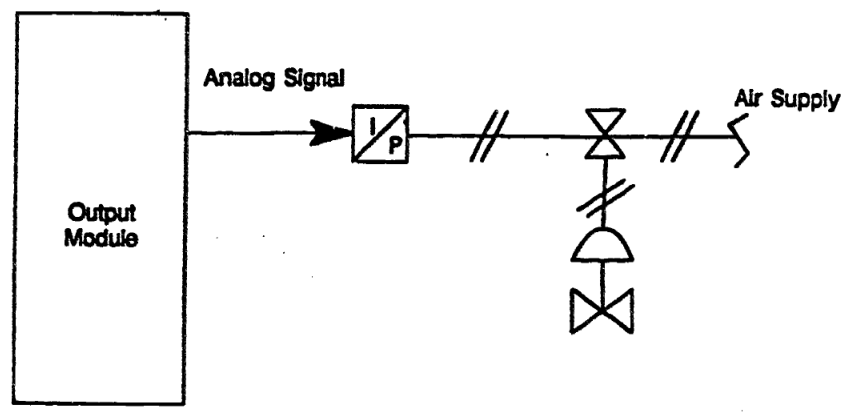 Analog Signal
Air Supply
I
P
Output
Module